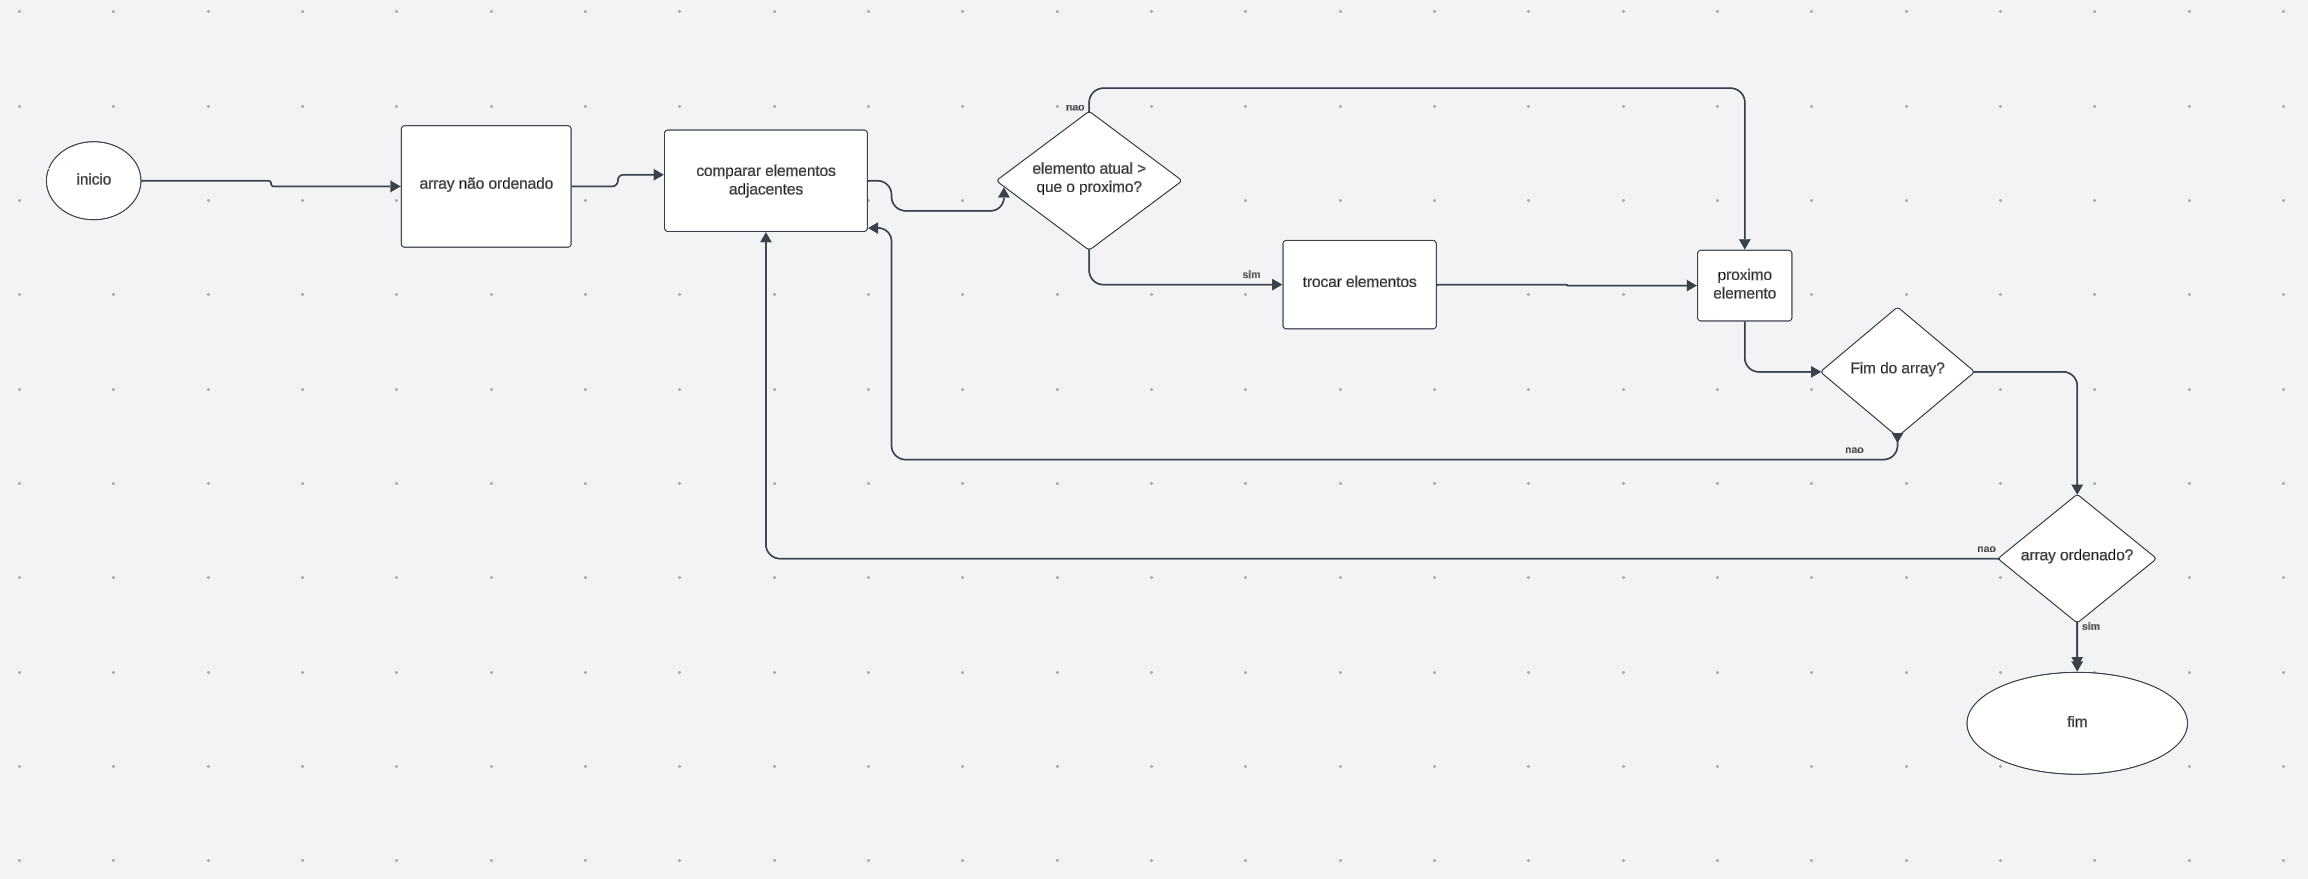 inicio
array não ordenado
comparar elementos
adjacentes
nao
elemento atual >
que o proximo?
sim
trocar elementos
proximo
elemento
Fim do array?
nao
nao
array ordenado?
sim
fim